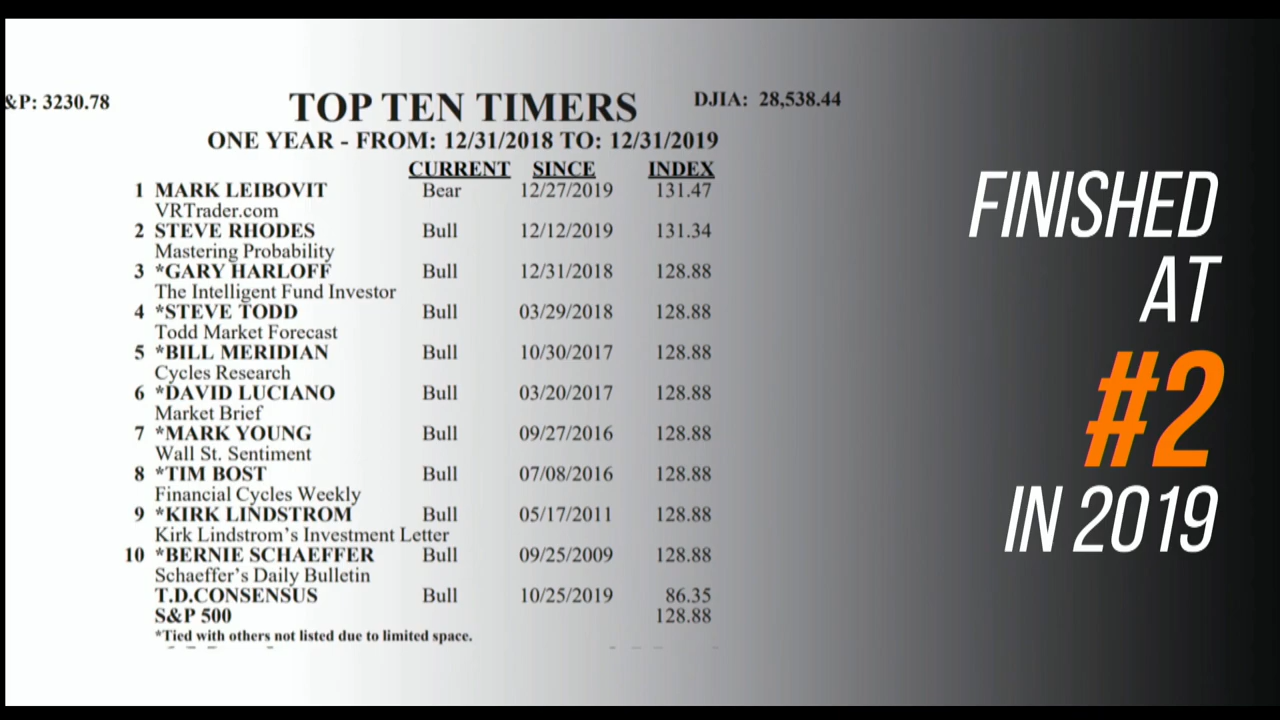 &P: 3230.78
TOP TEN TIMERS
DJIA: 28,538.44
ONE YEAR - FROM: 12/31/2018 TO: 12/31/2019
CURRENT SINCE INDEX
1 MARK LEIBOVIT Bear 12/27/2019 131.47
VRTrader.com
2 STEVE RHODES Bull 12/12/2019 131.34
Mastering Probability
3 *GARY HARLOFF Bull 12/31/2018 128.88
The Intelligent Fund Investor
4 *STEVE TODD Bull 03/29/2018 128.88
Todd Market Forecast
5 *BILL MERIDIAN Bull 10/30/2017 128.88
Cycles Research
6 *DAVID LUCIANO Bull 03/20/2017 128.88
Market Brief
7 *MARK YOUNG Bull 09/27/2016 128.88
Wall St. Sentiment
8 *TIM BOST Bull 07/08/2016 128.88
Financial Cycles Weekly
9 *KIRK LINDSTROM Bull 05/17/2011 128.88
Kirk Lindstrom's Investment Letter
10 *BERNIE SCHAEFFER Bull 09/25/2009 128.88
Schaeffer's Daily Bulletin
T.D.CONSENSUS Bull 10/25/2019 86.35
S&P 500 128.88
*Tied with others not listed due to limited space.
FINISHED
AT
#2
IN 2019